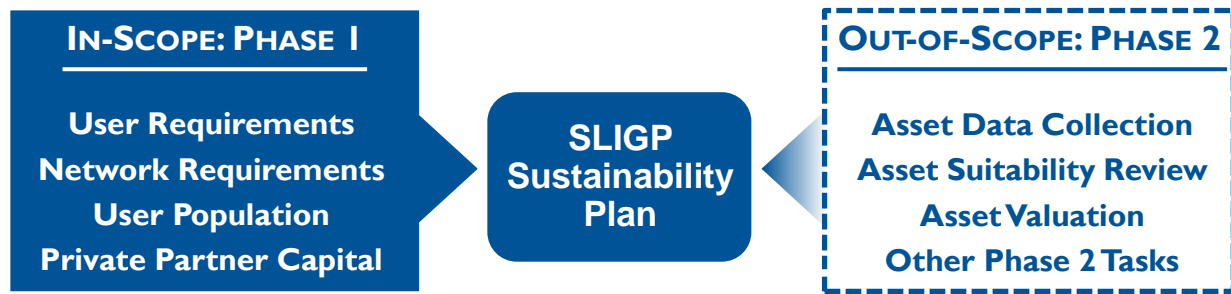 IN-SCOPE: PHASE 1
User Requirements
Network Requirements
User Population
Private Partner Capital
SLIGP
Sustainability
Plan
OUT-OF-SCOPE: PHASE 2
Asset Data Collection
Asset Suitability Review
Asset Valuation
Other Phase 2 Tasks